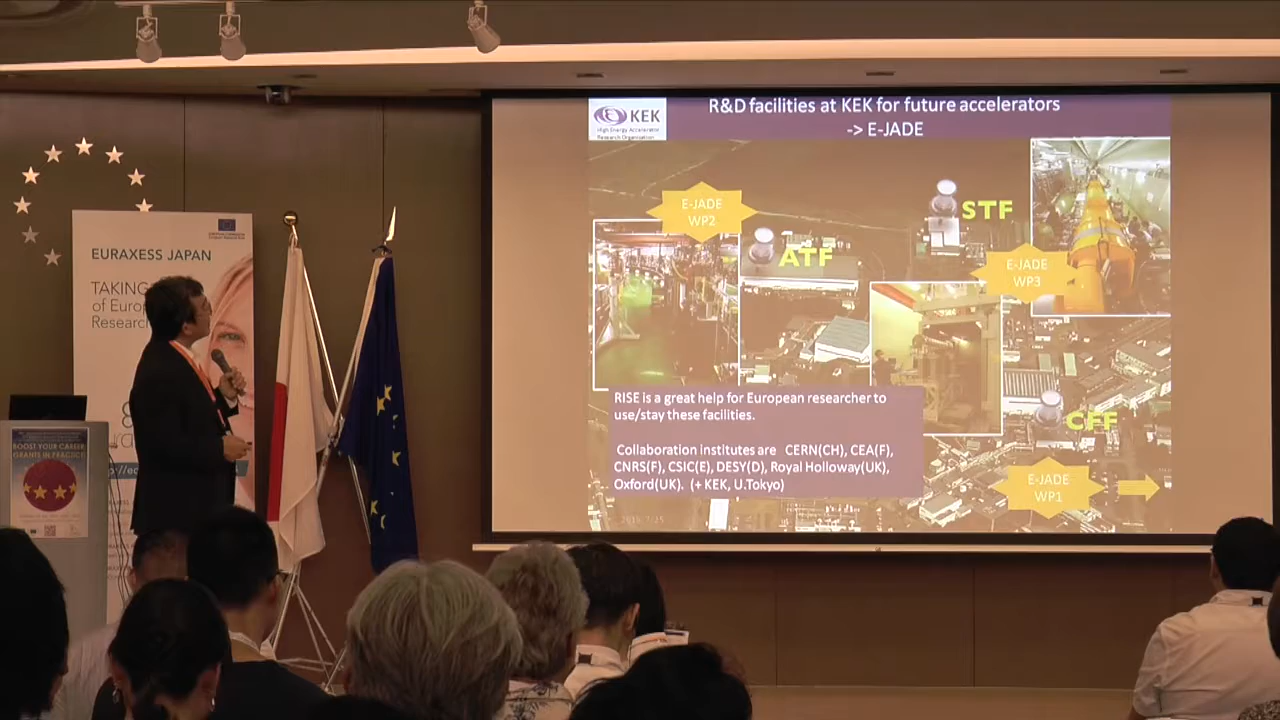 KEK
High Energy Accelerator
Research Organization
R&D facilities at KEK for future accelerators
-> E-JADE
E-JADE
WP2
ATF
STF
E-JADE
WP3
CFF
E-JADE
WP1
RISE is a great help for European researcher to
use/stay these facilities.
Collaboration institutes are CERN(CH), CEA(F),
CNRS(F), CSIC(E), DESY(D), Royal Holloway(UK),
Oxford(UK). (+ KEK, U.Tokyo)
EURAXESS JAPAN
TAKING
of Euro
Research
BOOST YOUR CAREER
GRANTS IN PRACTICE